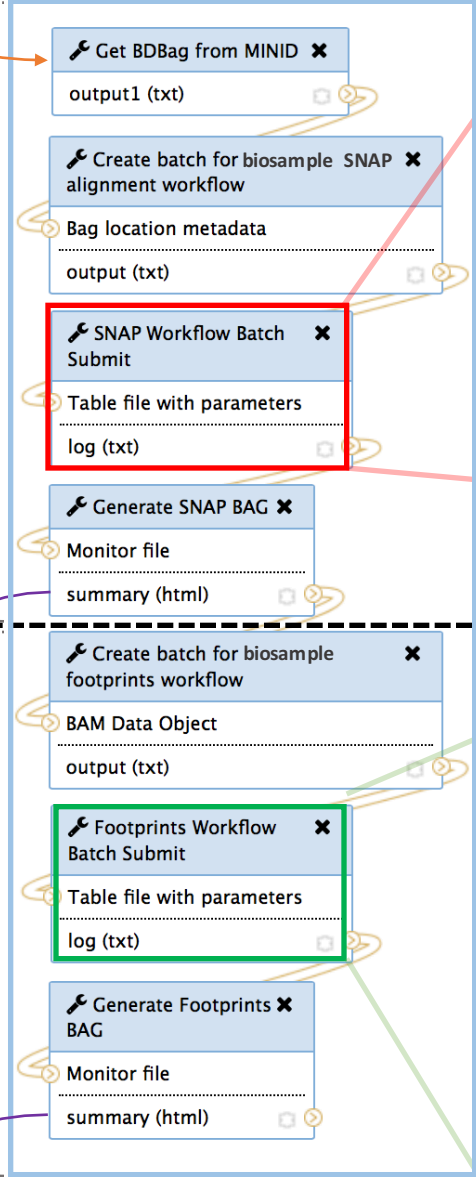 Get BDBag from MINID
output1 (txt)
Create batch for biosample SNAP
alignment workflow
Bag location metadata
output (txt)
SNAP Workflow Batch
Submit
Table file with parameters
log (txt)
Generate SNAP BAG
Monitor file
summary (html)
Create batch for biosample
footprints workflow
BAM Data Object
output (txt)
Footprints Workflow
Batch Submit
Table file with parameters
log (txt)
Generate Footprints
BAG
Monitor file
summary (html)